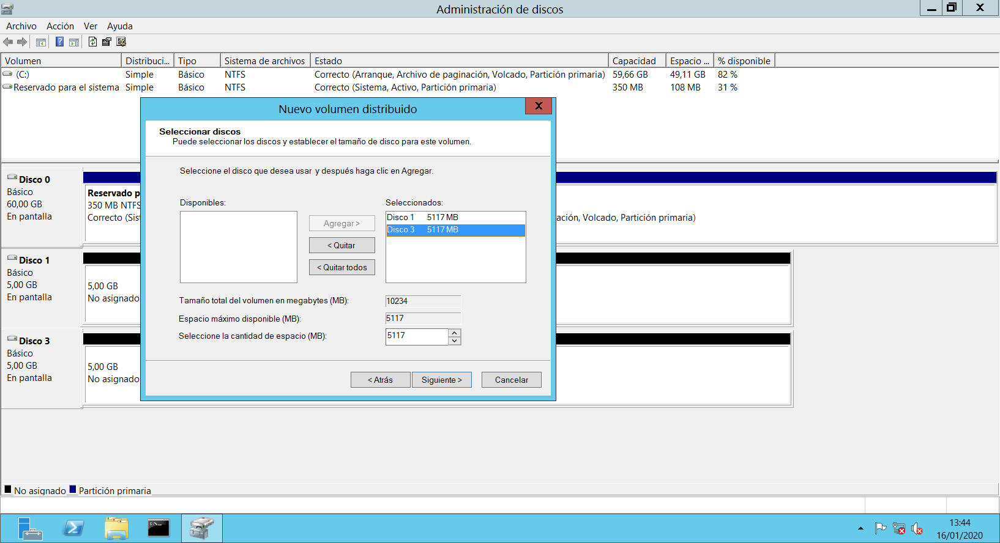 Administración de discos
Archivo Acción Ver Ayuda
Volumen Distribuci... Tipo Sistema de archivos Estado Capacidad Espacio ... % disponible
(C:) Simple Básico NTFS Correcto (Arranque, Archivo de paginación, Volcado, Partición primaria) 59,66 GB 49,11 GB 82 %
Reservado para el sistema Simple Básico NTFS Correcto (Sistema, Activo, Partición primaria) 350 MB 108 MB 31 %
Nuevo volumen distribuido
X
Seleccionar discos
Puede seleccionar los discos y establecer el tamaño de disco para este volumen.
Seleccione el disco que desea usar y después haga clic en Agregar.
Disponibles:
Seleccionados:
Disco 1 5117 MB
Disco 3 5117 MB
Agregar >
< Quitar
< Quitar todos
Tamaño total del volumen en megabytes (MB): 10234
Espacio máximo disponible (MB): 5117
Seleccione la cantidad de espacio (MB): 5117
< Atrás Siguiente > Cancelar
Disco 0
Básico
60,00 GB
En pantalla
Reservado p
350 MB NTFS
Correcto (Sis
ación, Volcado, Partición primaria)
Disco 1
Básico
5,00 GB
En pantalla
5,00 GB
No asignado
Disco 3
Básico
5,00 GB
En pantalla
5,00 GB
No asignado
No asignado Partición primaria
13:44
16/01/2020